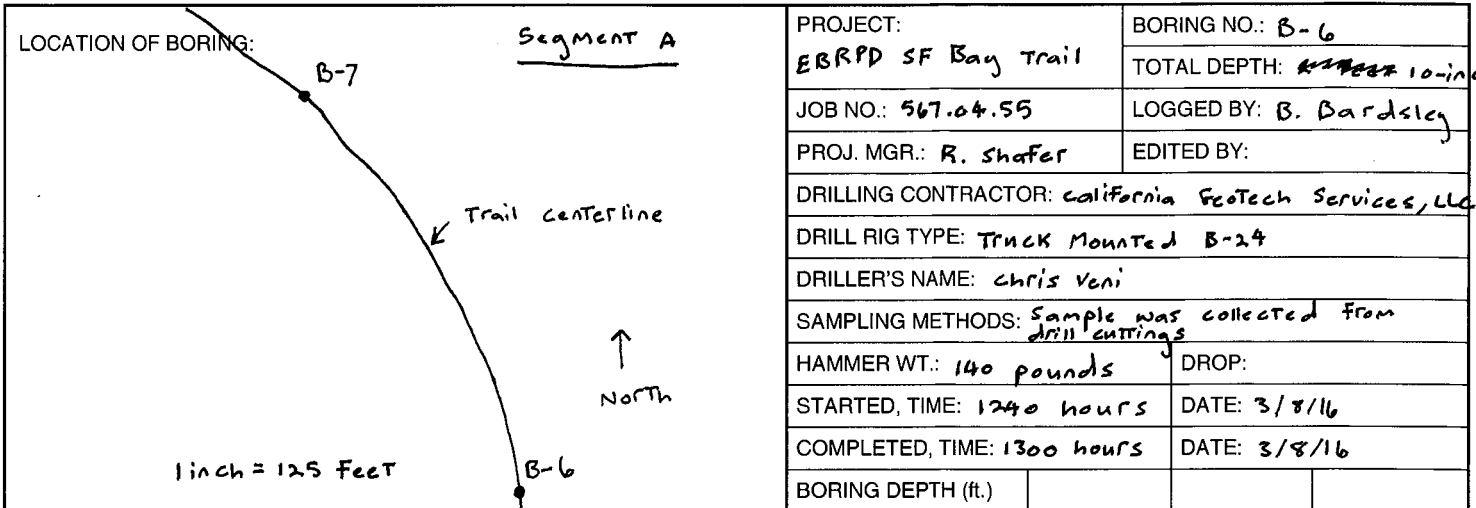 LOCATION OF BORING:
Segment A
B-7
Trail centerline
North
1 inch = 125 Feet
B-6
PROJECT:
EBRPD SF Bay Trail
BORING NO.: B-6
TOTAL DEPTH: 10-in
JOB NO.: 567.04.55
LOGGED BY: B. Bardsley
PROJ. MGR.: R. Shafer
EDITED BY:
DRILLING CONTRACTOR: California GeoTech Services, LLC
DRILL RIG TYPE: Truck Mounted B-24
DRILLER'S NAME: Chris Veni
SAMPLING METHODS: Sample was collected from
drill cuttings
HAMMER WT.: 140 pounds
DROP:
STARTED, TIME: 1240 hours
DATE: 3/8/16
COMPLETED, TIME: 1300 hours
DATE: 3/8/16
BORING DEPTH (ft.)